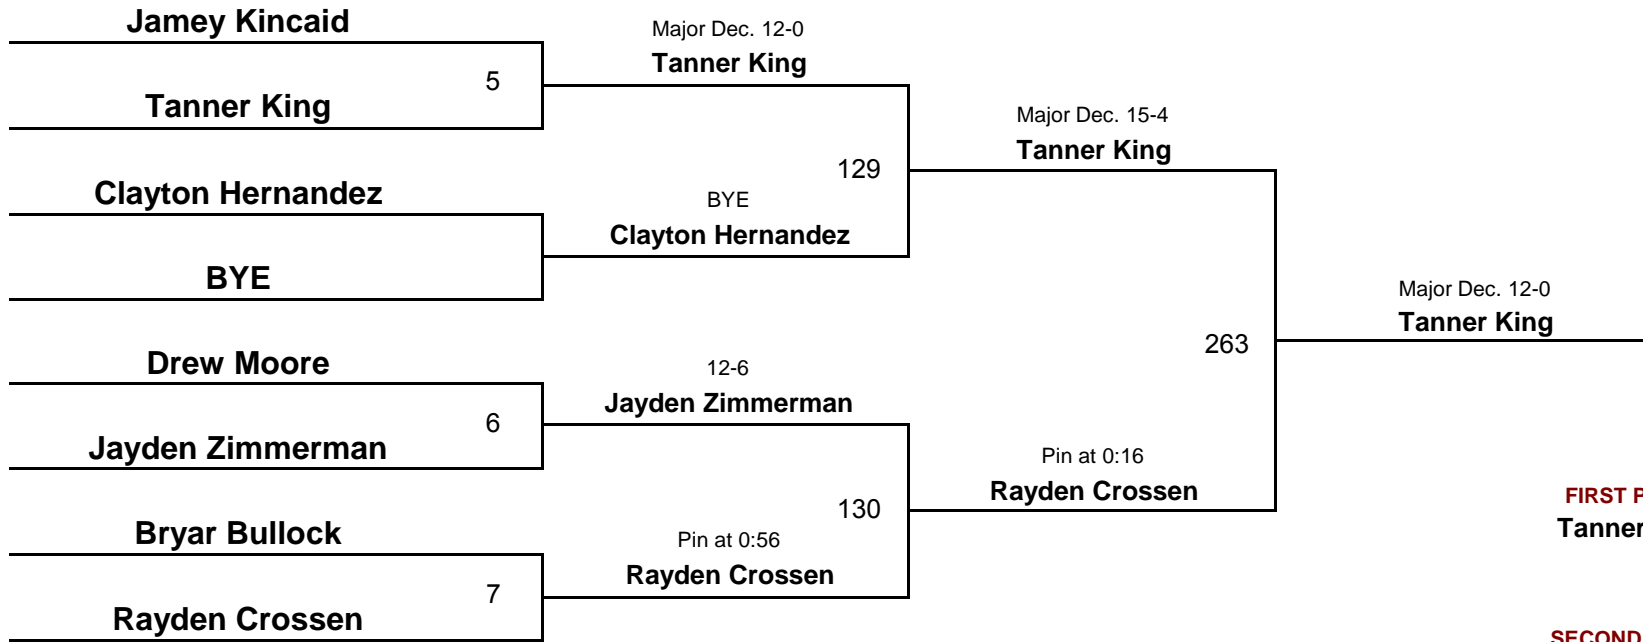 Jamey Kincaid
5
Tanner King
Clayton Hernandez
BYE
Drew Moore
6
Jayden Zimmerman
Bryar Bullock
7
Rayden Crossen
Major Dec. 12-0
Tanner King
129
BYE
Clayton Hernandez
12-6
Jayden Zimmerman
130
Pin at 0:56
Rayden Crossen
Major Dec. 15-4
Tanner King
263
Pin at 0:16
Rayden Crossen
Major Dec. 12-0
Tanner King
FIRST P
Tanner
SECOND